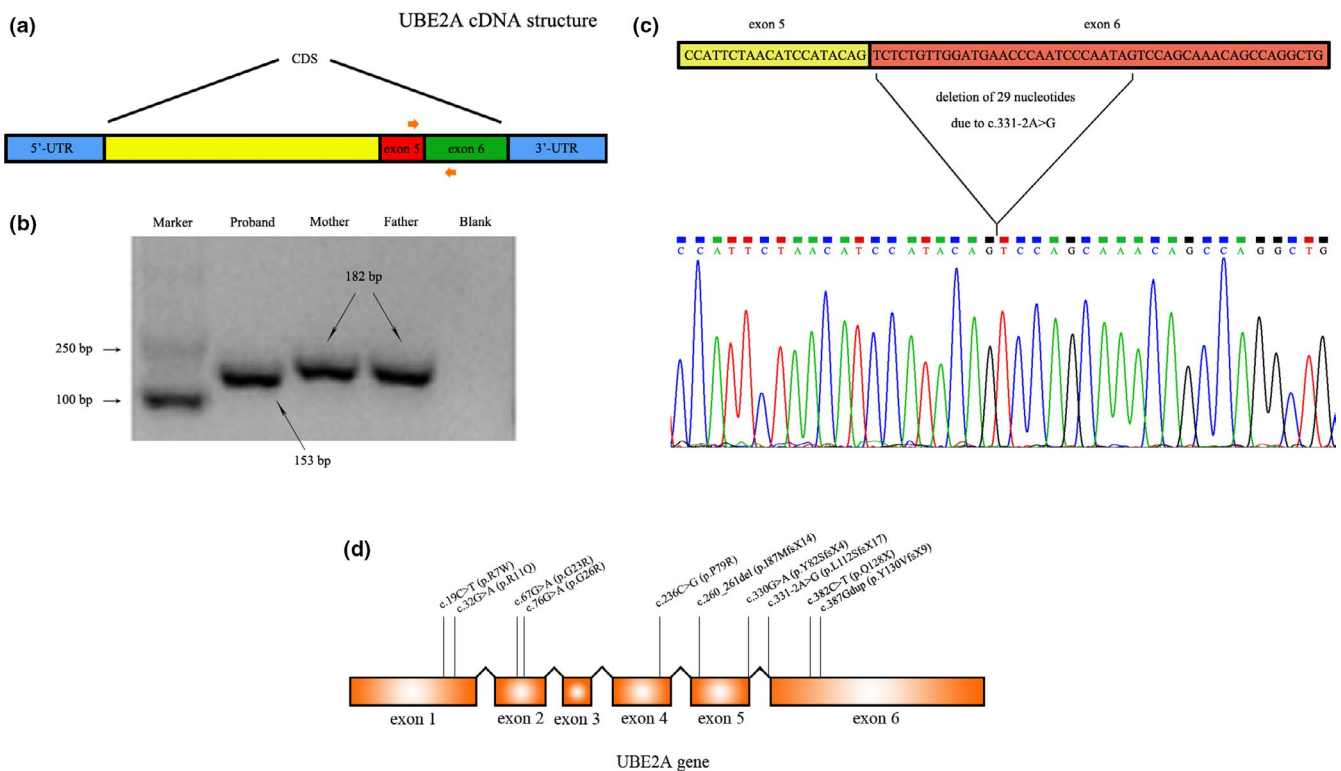 (a)
UBE2A cDNA structure
CDS
5'-UTR
exon 5
exon 6
3'-UTR
(b)
Marker
Proband
Mother
Father
Blank
182 bp
250 bp
100 bp
153 bp
(c)
exon 5
exon 6
CCATTCTAACATCCATACAG
TCTCTGTTGGATGAACCCAATCCCAATAGTCCAGCAAACAGCCAGGCTG
deletion of 29 nucleotides
due to c.331-2A>G
C C A T T C T A A C A T C C A T A C A G T C C A G C A A A C A G C C A G G C T G
(d)
c.19C>T (p.R7W)
c.32G>A (p.R11Q)
c.67G>A (p.G23R)
c.76G>A (p.G26R)
c.236C>G (p.P79R)
c.260_261del (p.I87MfsX14)
c.330G>A (p.Y82SfsX4)
c.331-2A>G (p.L112SfsX17)
c.382C>T (p.Q128X)
c.387Gdup (p.Y130VfsX9)
exon 1
exon 2
exon 3
exon 4
exon 5
exon 6
UBE2A gene